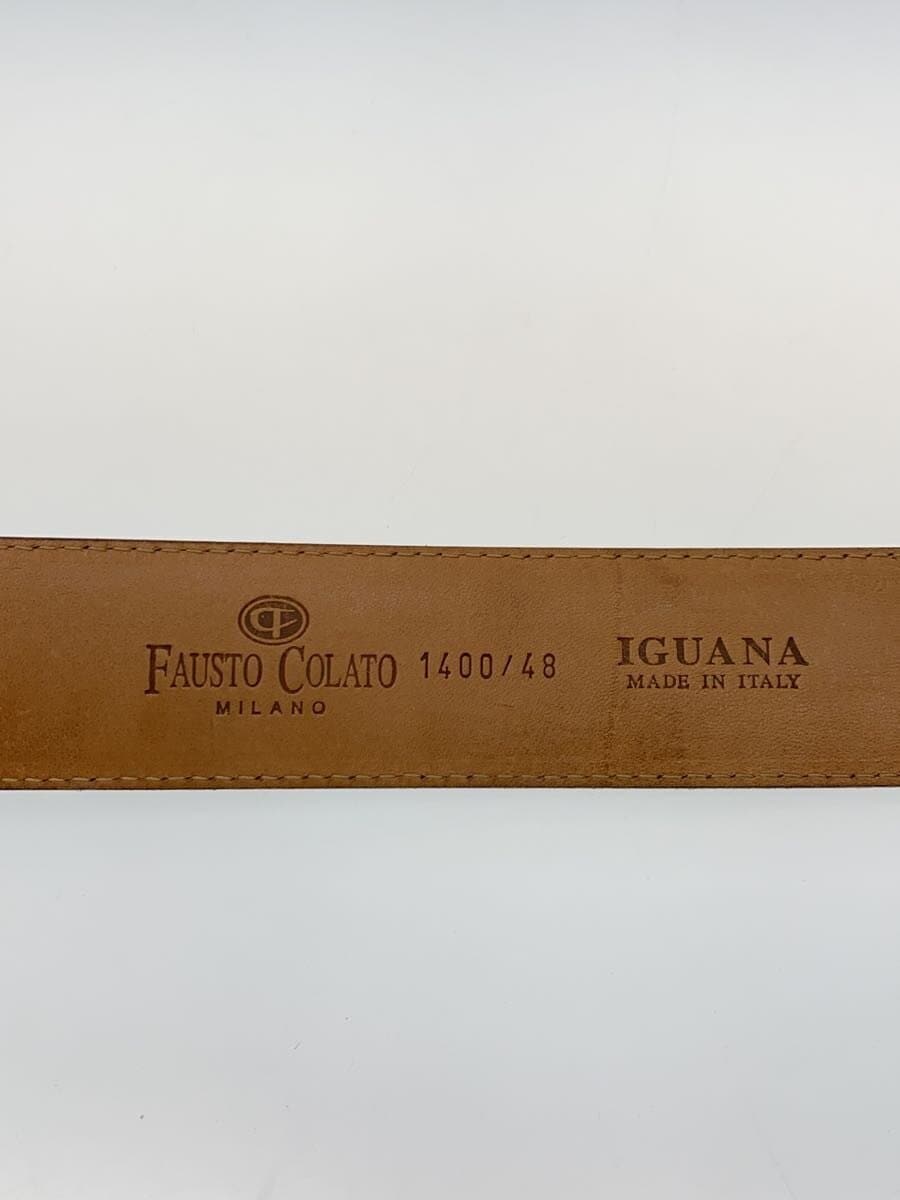 FAUSTO COLATO
MILANO
1400/48
IGUANA
MADE IN ITALY